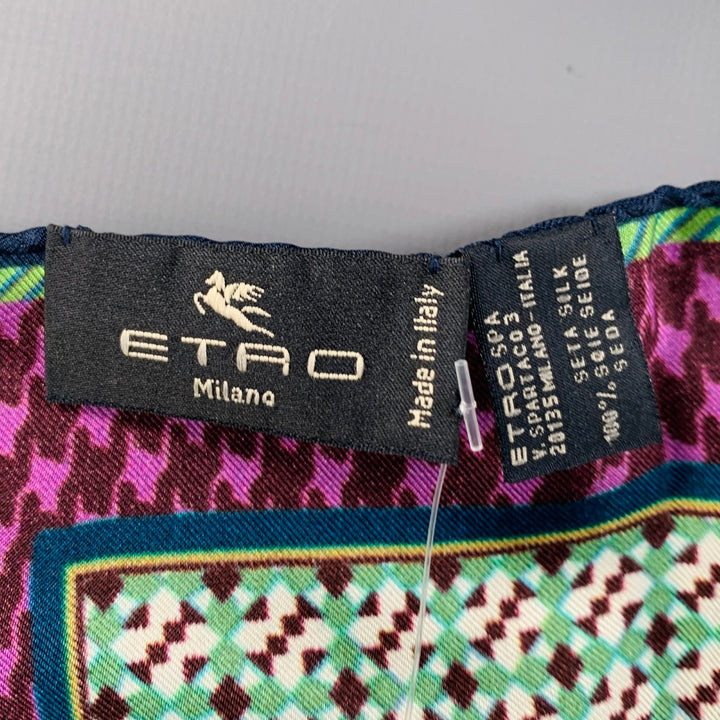 ETRO
Milano
Made in Italy
ETRO SPA
V. SPARTACO 3
20135 MILANO-ITALIA
SETA SILK
100% SOIE SEIDE
SEDA